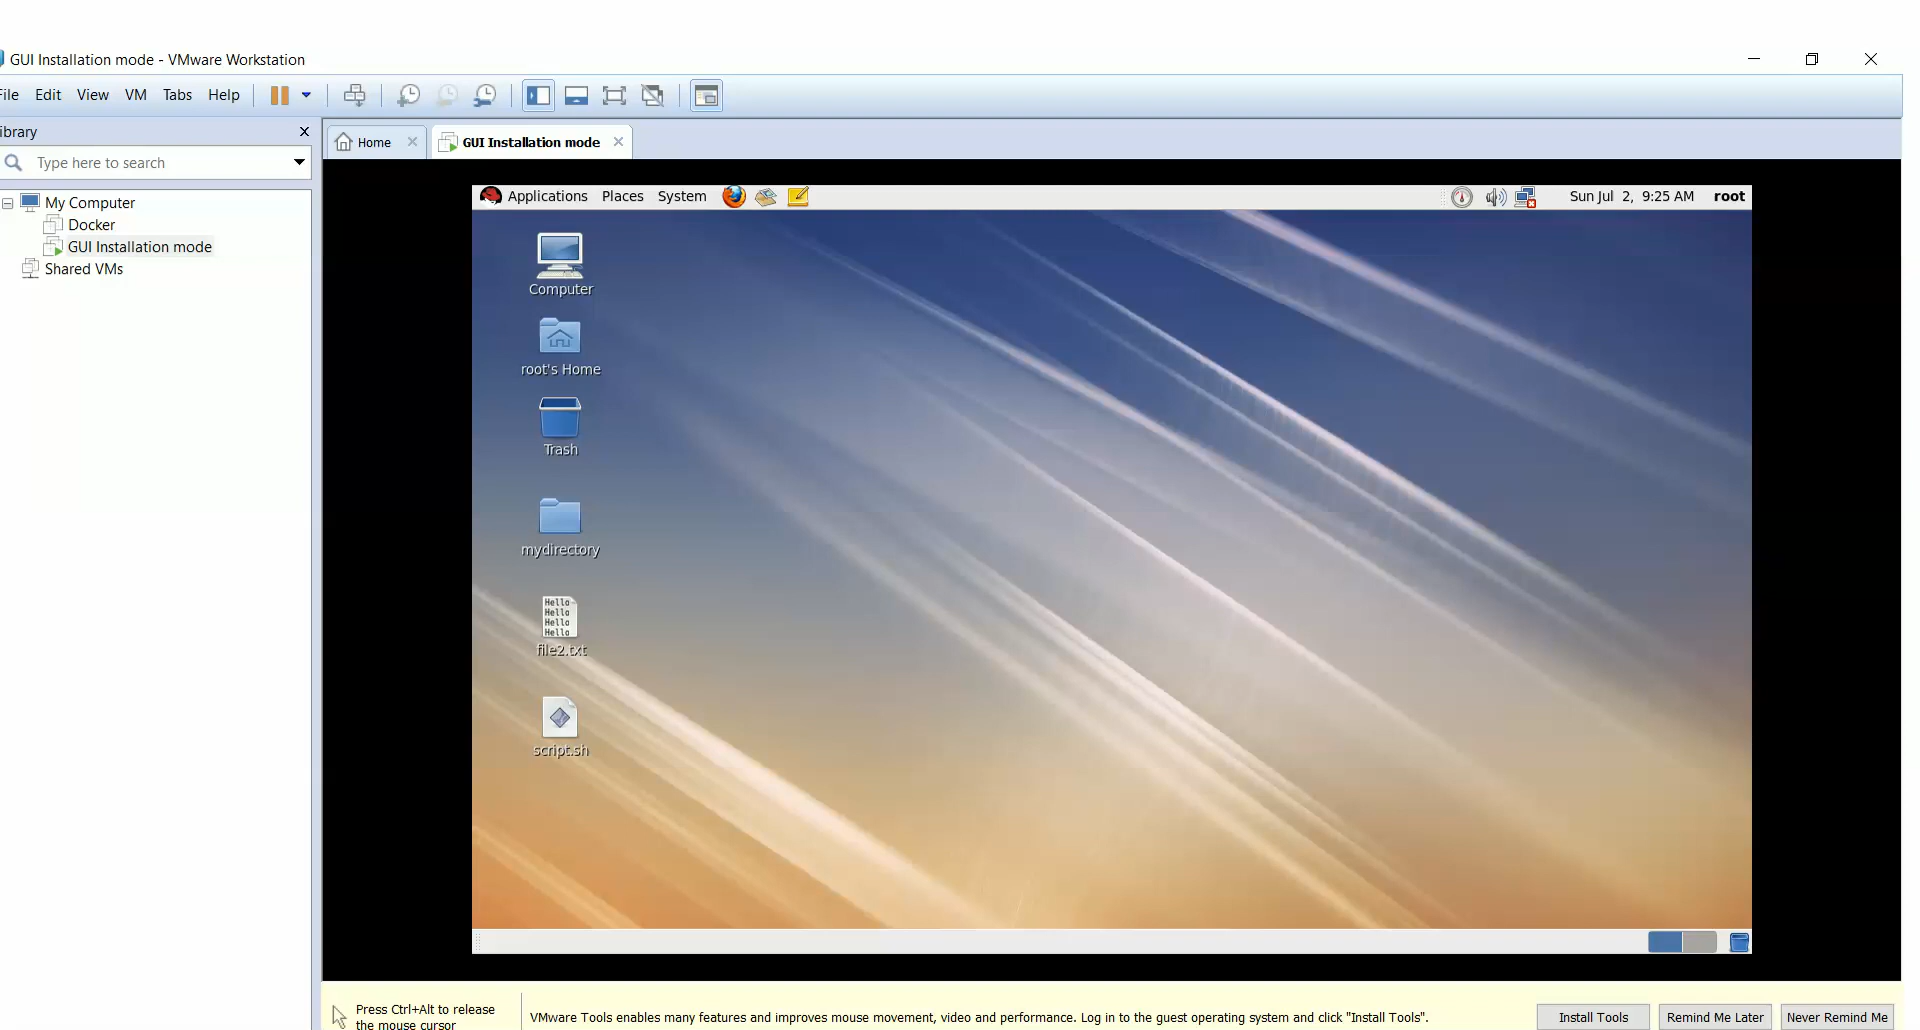 GUI Installation mode - VMware Workstation
File Edit View VM Tabs Help
Library
Type here to search
My Computer
Docker
GUI Installation mode
Shared VMs
Home
GUI Installation mode
Applications Places System
Sun Jul 2, 9:25 AM root
Computer
root's Home
Trash
mydirectory
Hello
Hello
Hello
Hello
file2.txt
script.sh
Press Ctrl+Alt to release
the mouse cursor
VMware Tools enables many features and improves mouse movement, video and performance. Log in to the guest operating system and click "Install Tools".
Install Tools
Remind Me Later
Never Remind Me